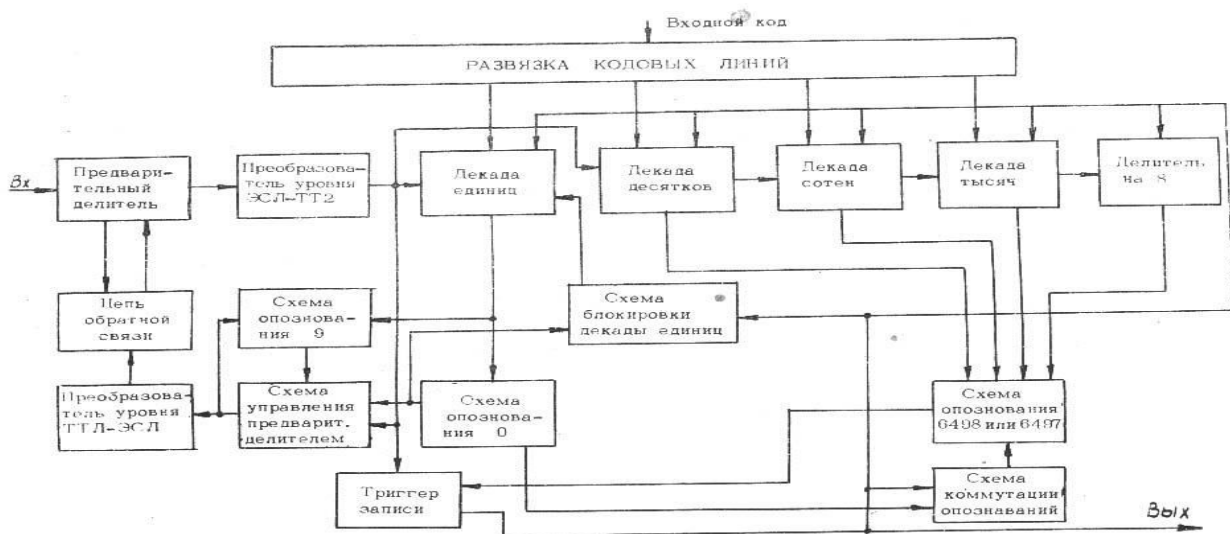 Входной код
РАЗВЯЗКА КОДОВЫХ ЛИНИЙ
Вх
Предвари-
тельный
делитель
Преобразова-
тель уровня
ЭСЛ-ТТ2
Декада
единиц
Декада
десятков
Декада
сотен
Декада
тысяч
Делитель
на 8
Цепь
обратной
связи
Схема
опознова-
ния 9
Схема
блокировки
декады единиц
Преобразова-
тель уровня
ТТЛ-ЭСЛ
Схема
управления
предварит.
делителем
Схема
опознова-
ния 0
Схема
опознования
6498 или 6497
Триггер
записи
Схема
коммутации
опознаваний
Вых